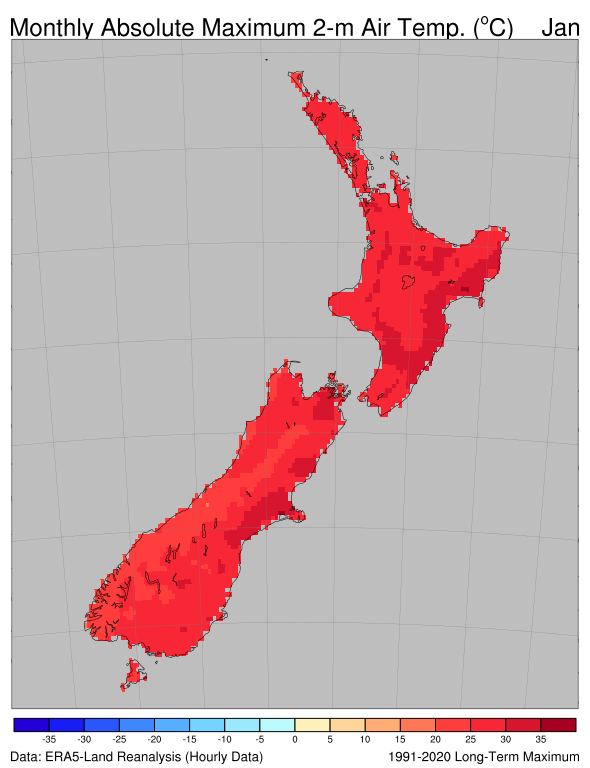 Monthly Absolute Maximum 2-m Air Temp. (°C) Jan
-35 -30 -25 -20 -15 -10 -5 0 5 10 15 20 25 30 35
Data: ERA5-Land Reanalysis (Hourly Data) 1991-2020 Long-Term Maximum